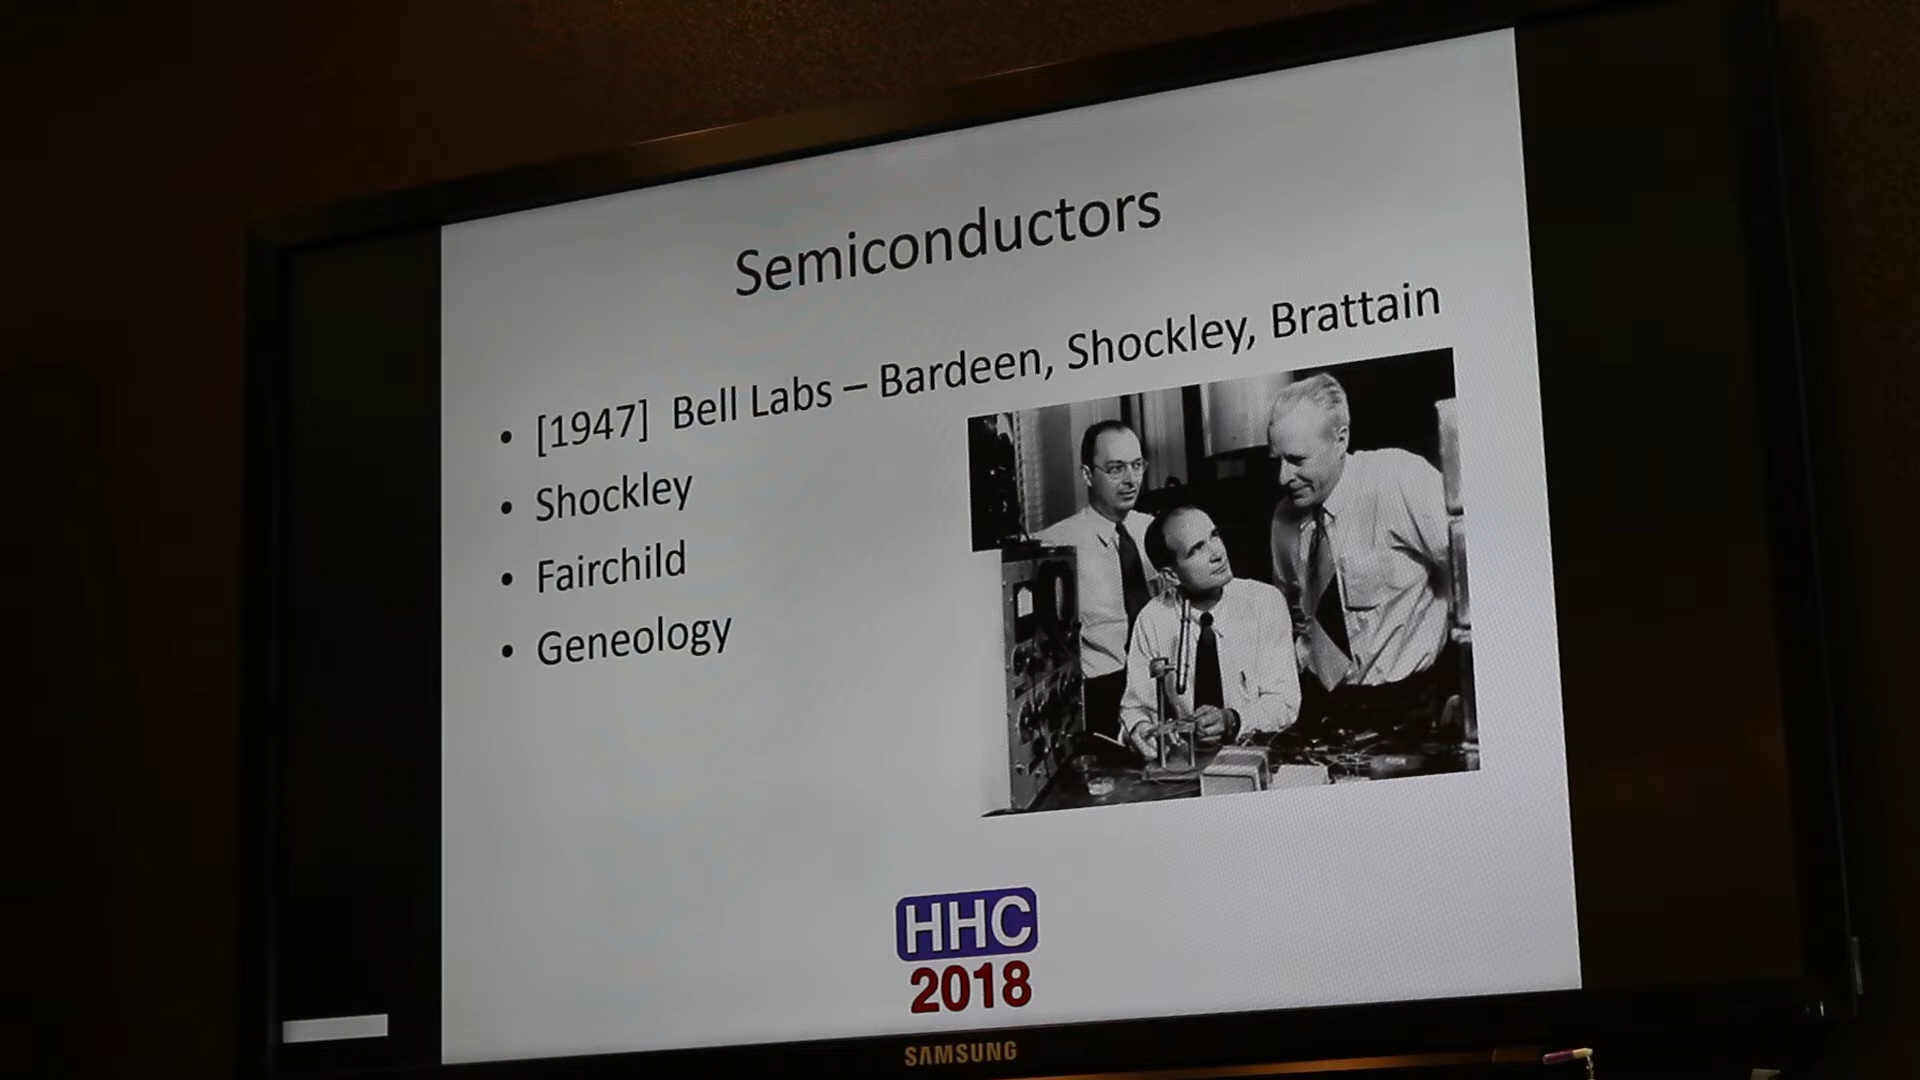 Semiconductors
• [1947] Bell Labs – Bardeen, Shockley, Brattain
• Shockley
• Fairchild
• Geneology
HHC
2018
SAMSUNG